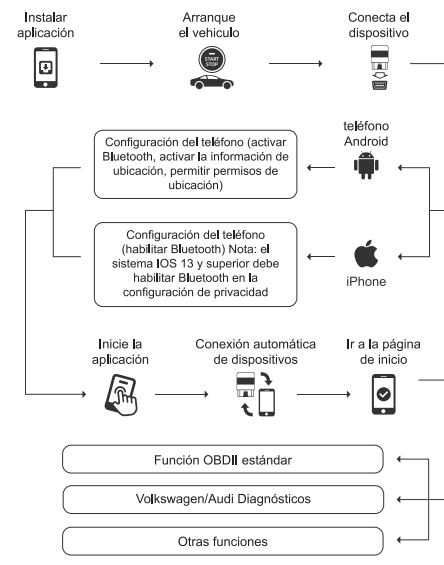 Instalar
aplicación
Arranque
el vehiculo
START
STOP
Conecta el
dispositivo
teléfono
Android
Configuración del teléfono (activar
Bluetooth, activar la información de
ubicación, permitir permisos de
ubicación)
Configuración del teléfono
(habilitar Bluetooth) Nota: el
sistema IOS 13 y superior debe
habilitar Bluetooth en la
configuración de privacidad
iPhone
Inicie la
aplicación
Conexión automática
de dispositivos
Ir a la página
de inicio
Función OBDII estándar
Volkswagen/Audi Diagnósticos
Otras funciones